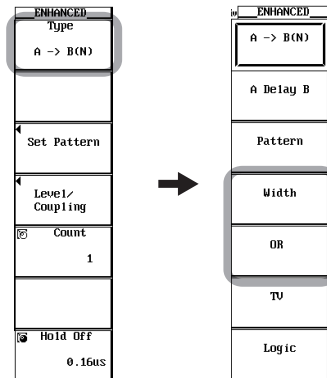 ENHANCED
Type
A -> B(N)
Set Pattern
Level/
Coupling
Count
1
Hold Off
0.16us
ENHANCED
A -> B(N)
A Delay B
Pattern
Width
OR
TV
Logic